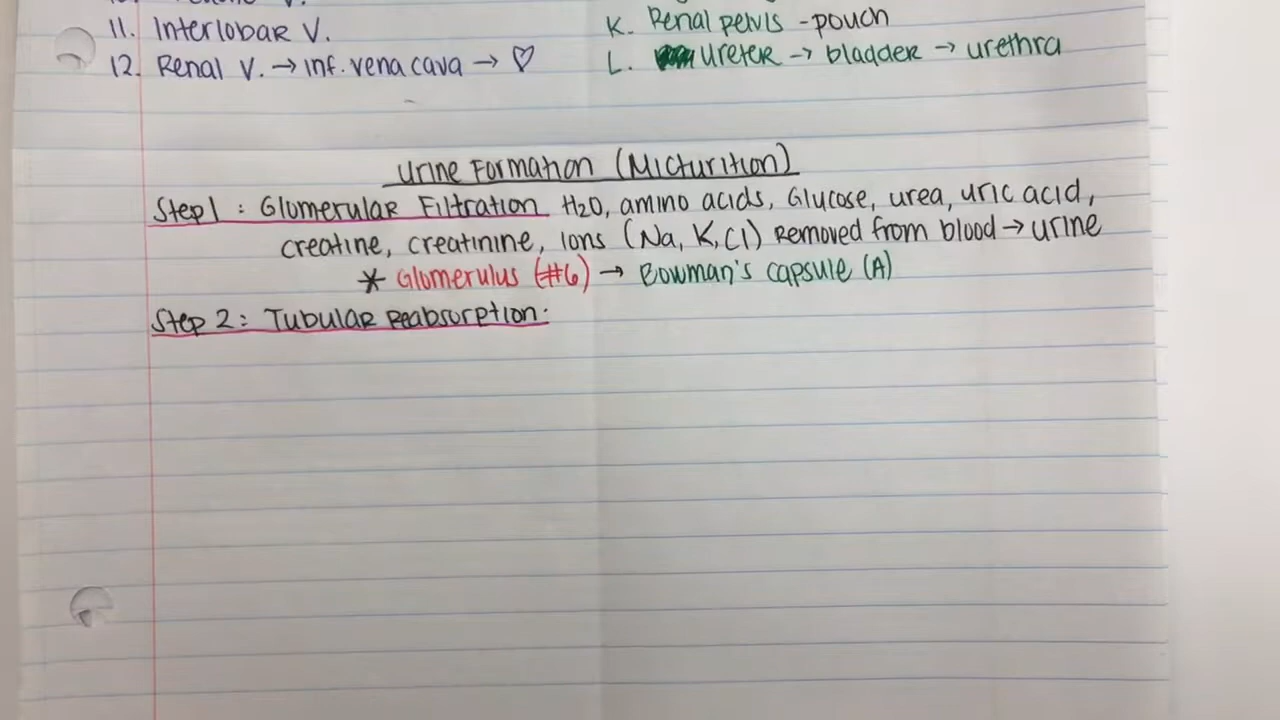 11. Interlobar V.
12. Renal V. → inf. vena cava → ♡
K. Renal pelvis - pouch
L. ureter → bladder → urethra
Urine Formation (Micturition)
Step 1: Glomerular Filtration H2O, amino acids, Glucose, urea, uric acid,
creatine, creatinine, ions (Na, K, Cl) Removed from blood → urine
* Glomerulus (#6) → Bowman's capsule (A)
Step 2: Tubular Reabsorption: